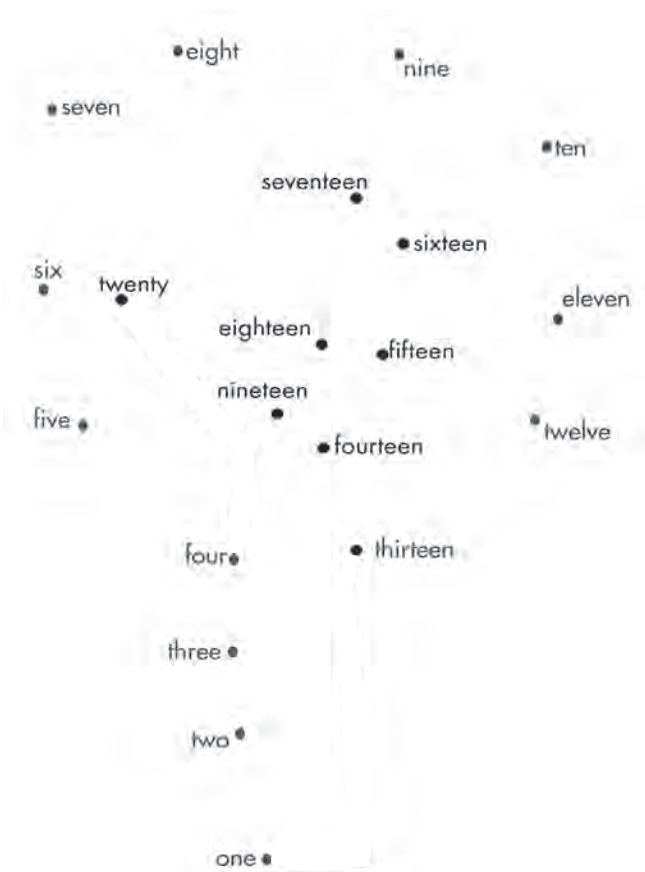 eight
nine
seven
ten
seventeen
sixteen
six
twenty
eleven
eighteen
fifteen
nineteen
five
twelve
fourteen
four
thirteen
three
two
one